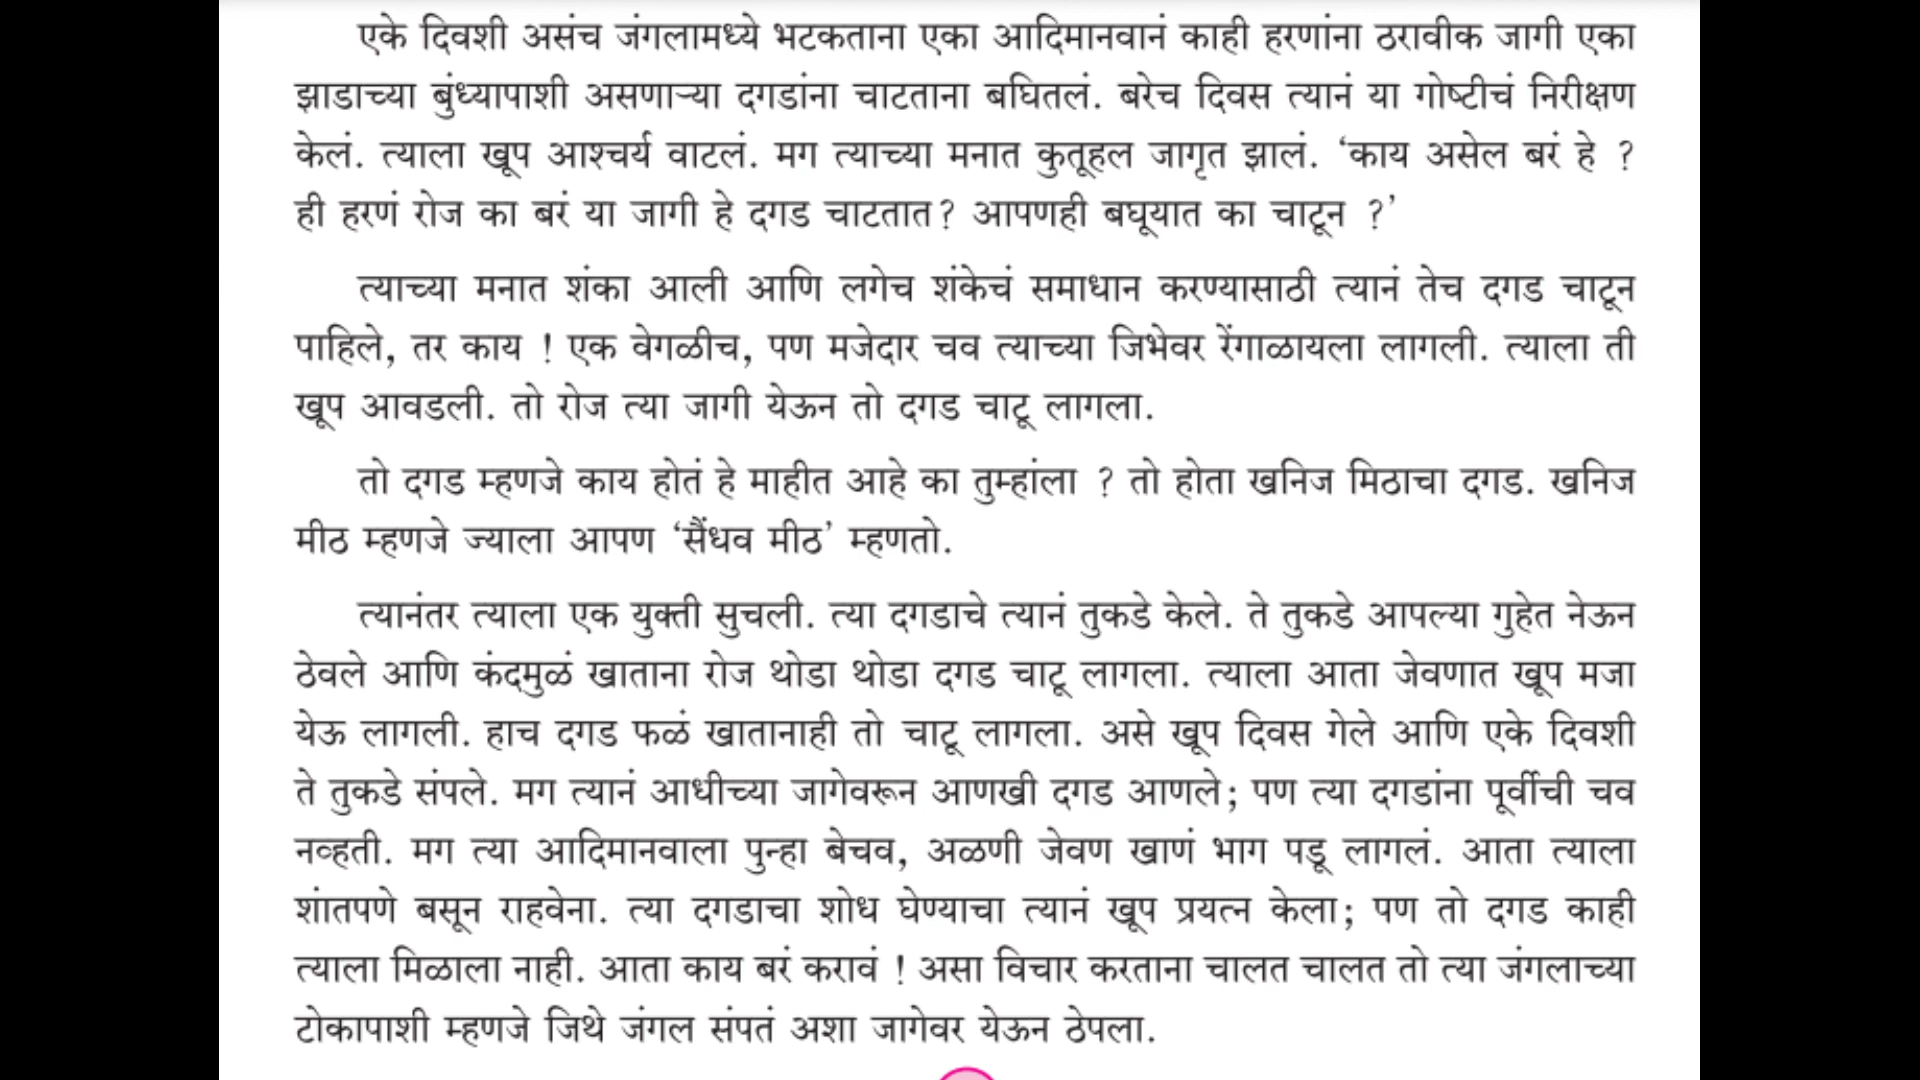 एके दिवशी असंच जंगलामध्ये भटकताना एका आदिमानवानं काही हरणांना ठरावीक जागी एका
झाडाच्या बुंध्यापाशी असणाऱ्या दगडांना चाटताना बघितलं. बरेच दिवस त्यानं या गोष्टीचं निरीक्षण
केलं. त्याला खूप आश्चर्य वाटलं. मग त्याच्या मनात कुतूहल जागृत झालं. ‘काय असेल बरं हे ?
ही हरणं रोज का बरं या जागी हे दगड चाटतात? आपणही बघूयात का चाटून ?’
त्याच्या मनात शंका आली आणि लगेच शंकेचं समाधान करण्यासाठी त्यानं तेच दगड चाटून
पाहिले, तर काय ! एक वेगळीच, पण मजेदार चव त्याच्या जिभेवर रेंगाळायला लागली. त्याला ती
खूप आवडली. तो रोज त्या जागी येऊन तो दगड चाटू लागला.
तो दगड म्हणजे काय होतं हे माहीत आहे का तुम्हांला ? तो होता खनिज मिठाचा दगड. खनिज
मीठ म्हणजे ज्याला आपण ‘सैंधव मीठ’ म्हणतो.
त्यानंतर त्याला एक युक्ती सुचली. त्या दगडाचे त्यानं तुकडे केले. ते तुकडे आपल्या गुहेत नेऊन
ठेवले आणि कंदमुळं खाताना रोज थोडा थोडा दगड चाटू लागला. त्याला आता जेवणात खूप मजा
येऊ लागली. हाच दगड फळं खातानाही तो चाटू लागला. असे खूप दिवस गेले आणि एके दिवशी
ते तुकडे संपले. मग त्यानं आधीच्या जागेवरून आणखी दगड आणले; पण त्या दगडांना पूर्वीची चव
नव्हती. मग त्या आदिमानवाला पुन्हा बेचव, अळणी जेवण खाणं भाग पडू लागलं. आता त्याला
शांतपणे बसून राहवेना. त्या दगडाचा शोध घेण्याचा त्यानं खूप प्रयत्न केला; पण तो दगड काही
त्याला मिळाला नाही. आता काय बरं करावं ! असा विचार करताना चालत चालत तो त्या जंगलाच्या
टोकापाशी म्हणजे जिथे जंगल संपतं अशा जागेवर येऊन ठेपला.